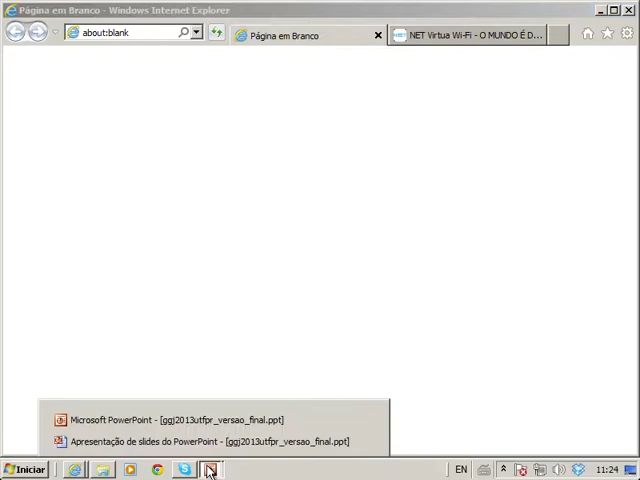 Página em Branco - Windows Internet Explorer
about:blank
Página em Branco
NET Virtua Wi-Fi - O MUNDO É D...
Microsoft PowerPoint - [ggj2013utfpr_versao_final.ppt]
Apresentação de slides do PowerPoint - [ggj2013utfpr_versao_final.ppt]
Iniciar
EN
11:24